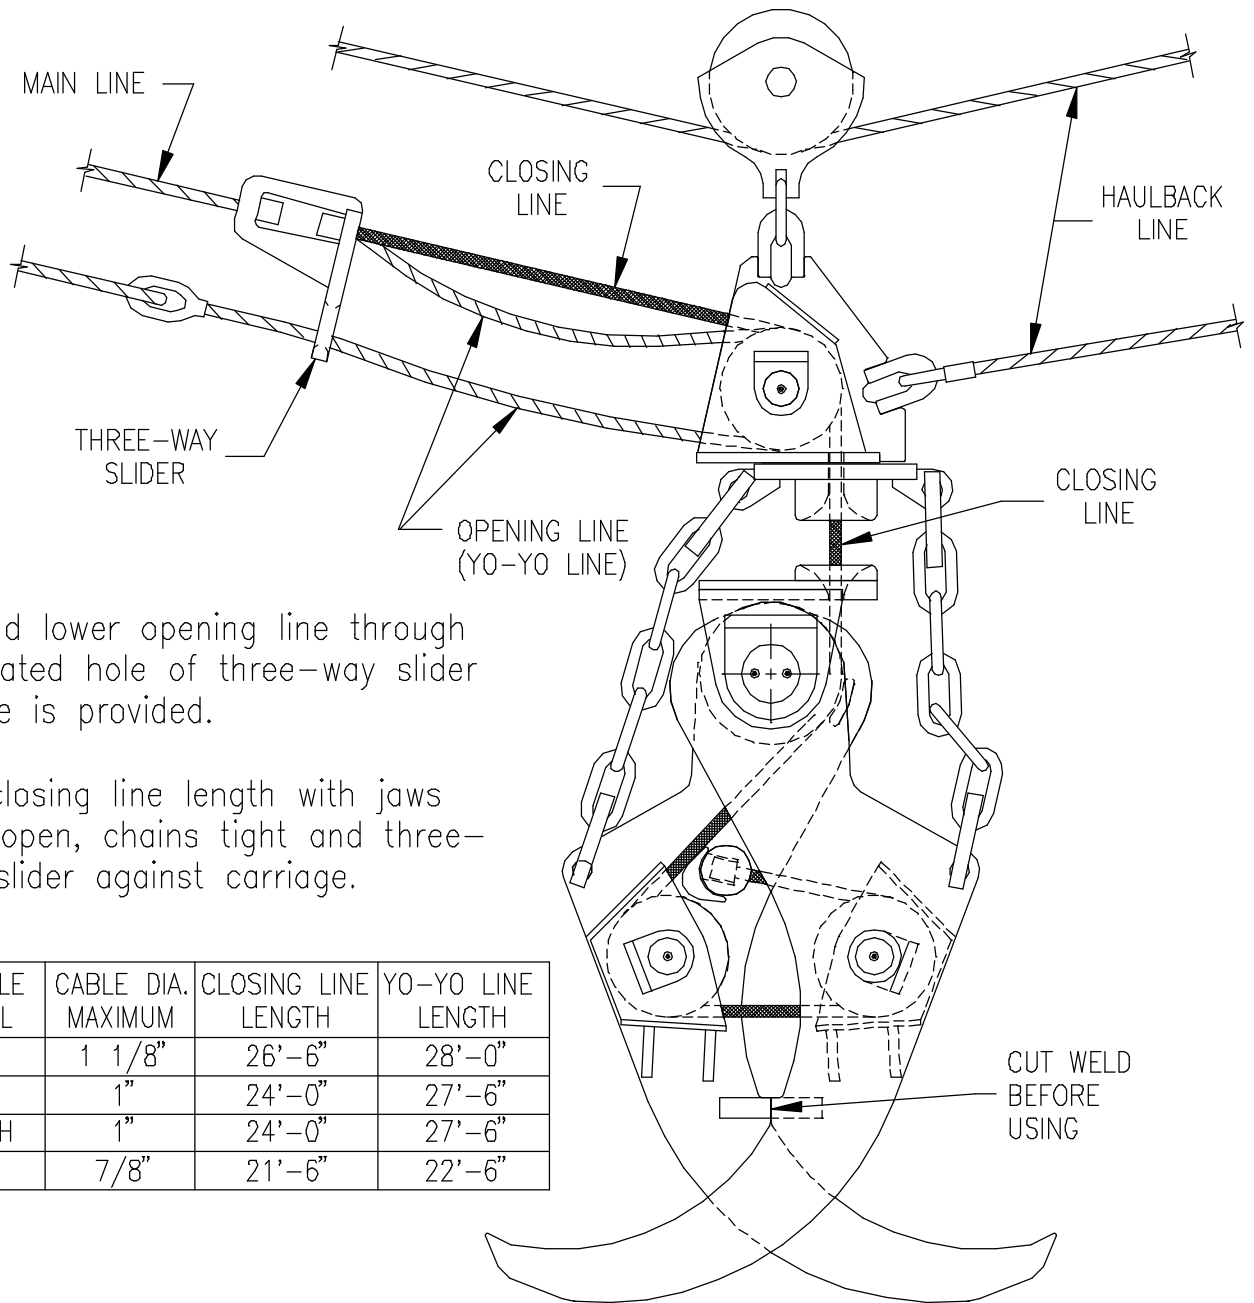 MAIN LINE
CLOSING
LINE
HAULBACK
LINE
THREE-WAY
SLIDER
OPENING LINE
(YO-YO LINE)
CLOSING
LINE
d lower opening line through
ated hole of three-way slider
e is provided.
closing line length with jaws
open, chains tight and three-
slider against carriage.
LE CABLE DIA. CLOSING LINE YO-YO LINE
L MAXIMUM LENGTH LENGTH
1 1/8" 26'-6" 28'-0"
1" 24'-0" 27'-6"
H 1" 24'-0" 27'-6"
7/8" 21'-6" 22'-6"
CUT WELD
BEFORE
USING